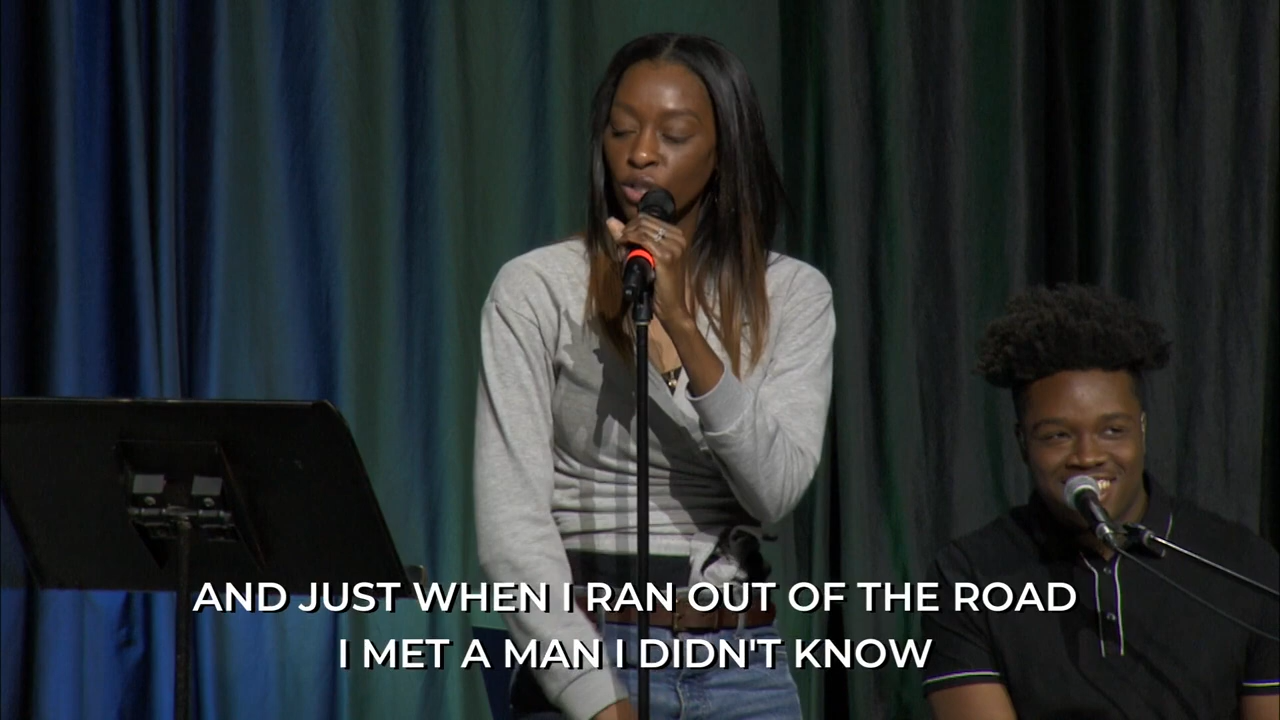 AND JUST WHEN I RAN OUT OF THE ROAD
I MET A MAN I DIDN'T KNOW